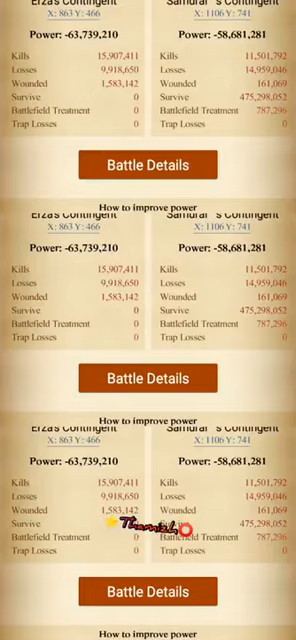 Erza's Contingent Samurai 's Contingent
X: 863 Y: 466 X: 1106 Y: 741
Power: -63,739,210 Power: -58,681,281
Kills 15,907,411 Kills 11,501,792
Losses 9,918,650 Losses 14,959,046
Wounded 1,583,142 Wounded 161,069
Survive 0 Survive 475,298,052
Battlefield Treatment 0 Battlefield Treatment 787,296
Trap Losses 0 Trap Losses 0
Battle Details
How to improve power
Erza's Contingent Samurai 's Contingent
X: 863 Y: 466 X: 1106 Y: 741
Power: -63,739,210 Power: -58,681,281
Kills 15,907,411 Kills 11,501,792
Losses 9,918,650 Losses 14,959,046
Wounded 1,583,142 Wounded 161,069
Survive 0 Survive 475,298,052
Battlefield Treatment 0 Battlefield Treatment 787,296
Trap Losses 0 Trap Losses 0
Battle Details
How to improve power
Erza's Contingent Samurai 's Contingent
X: 863 Y: 466 X: 1106 Y: 741
Power: -63,739,210 Power: -58,681,281
Kills 15,907,411 Kills 11,501,792
Losses 9,918,650 Losses 14,959,046
Wounded 1,583,142 Wounded 161,069
Survive 475,298,052
Thamizh
Battlefield Treatment 0 Battlefield Treatment 787,296
Trap Losses 0 Trap Losses 0
Battle Details
How to improve power